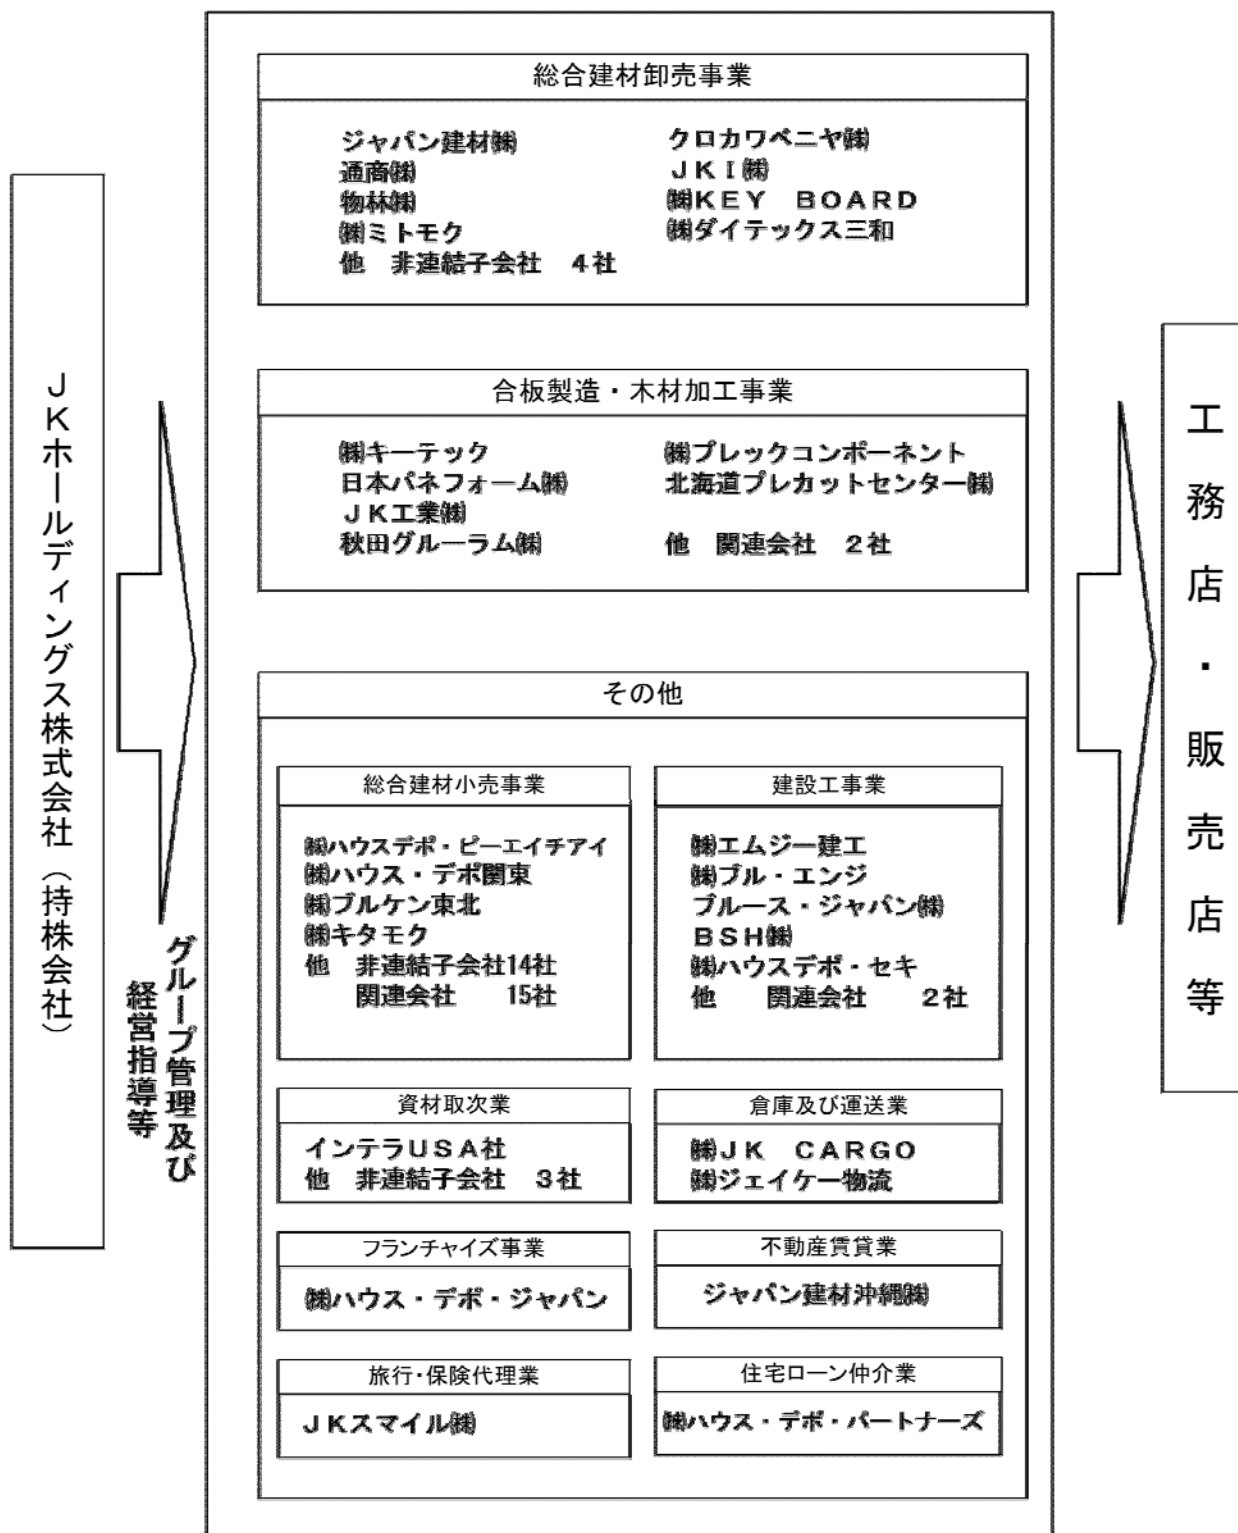 JKホールディングス株式会社（持株会社）
グループ管理及び
経営指導等
総合建材卸売事業
ジャパン建材㈱
通商㈱
物林㈱
㈱ミトモク
他　非連結子会社　４社
クロカワベニヤ㈱
ＪＫＩ㈱
㈱ＫＥＹ　ＢＯＡＲＤ
㈱ダイテックス三和
合板製造・木材加工事業
㈱キーテック
日本パネフォーム㈱
ＪＫ工業㈱
秋田グルーラム㈱
㈱プレックコンポーネント
北海道プレカットセンター㈱
他　関連会社　２社
その他
総合建材小売事業
㈱ハウスデポ・ピーエイチアイ
㈱ハウス・デポ関東
㈱ブルケン東北
㈱キタモク
他　非連結子会社14社
関連会社　　15社
建設工事業
㈱エムジー建工
㈱ブル・エンジ
ブルース・ジャパン㈱
ＢＳＨ㈱
㈱ハウスデポ・セキ
他　　関連会社　　２社
資材取次業
インテラＵＳＡ社
他　非連結子会社　３社
倉庫及び運送業
㈱ＪＫ　ＣＡＲＧＯ
㈱ジェイケー物流
フランチャイズ事業
㈱ハウス・デポ・ジャパン
不動産賃貸業
ジャパン建材沖縄㈱
旅行・保険代理業
ＪＫスマイル㈱
住宅ローン仲介業
㈱ハウス・デポ・パートナーズ
工務店・販売店等